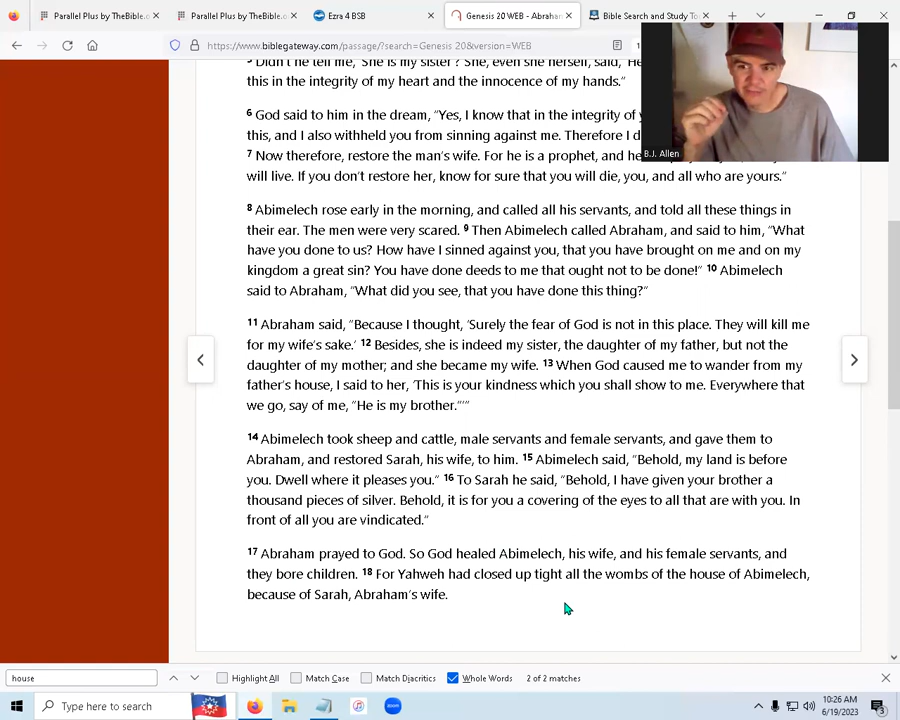 Parallel Plus by TheBible.o
Parallel Plus by TheBible.o
Ezra 4 BSB
Genesis 20 WEB - Abraham
Bible Search and Study To
https://www.biblegateway.com/passage/?search=Genesis 20&version=WEB
B.J. Allen
Didn't he tell me, 'She is my sister'? She, even she herself, said, 'He
this in the integrity of my heart and the innocence of my hands."
6 God said to him in the dream, "Yes, I know that in the integrity of
this, and I also withheld you from sinning against me. Therefore I d
7 Now therefore, restore the man's wife. For he is a prophet, and he
will live. If you don't restore her, know for sure that you will die, you, and all who are yours."
8 Abimelech rose early in the morning, and called all his servants, and told all these things in
their ear. The men were very scared. 9 Then Abimelech called Abraham, and said to him, "What
have you done to us? How have I sinned against you, that you have brought on me and on my
kingdom a great sin? You have done deeds to me that ought not to be done!" 10 Abimelech
said to Abraham, "What did you see, that you have done this thing?"
11 Abraham said, "Because I thought, 'Surely the fear of God is not in this place. They will kill me
for my wife's sake.' 12 Besides, she is indeed my sister, the daughter of my father, but not the
daughter of my mother; and she became my wife. 13 When God caused me to wander from my
father's house, I said to her, 'This is your kindness which you shall show to me. Everywhere that
we go, say of me, "He is my brother."'"
14 Abimelech took sheep and cattle, male servants and female servants, and gave them to
Abraham, and restored Sarah, his wife, to him. 15 Abimelech said, "Behold, my land is before
you. Dwell where it pleases you." 16 To Sarah he said, "Behold, I have given your brother a
thousand pieces of silver. Behold, it is for you a covering of the eyes to all that are with you. In
front of all you are vindicated."
17 Abraham prayed to God. So God healed Abimelech, his wife, and his female servants, and
they bore children. 18 For Yahweh had closed up tight all the wombs of the house of Abimelech,
because of Sarah, Abraham's wife.
house
Highlight All
Match Case
Match Diacritics
Whole Words
2 of 2 matches
Type here to search
zoom
10:26 AM
6/19/2023
3